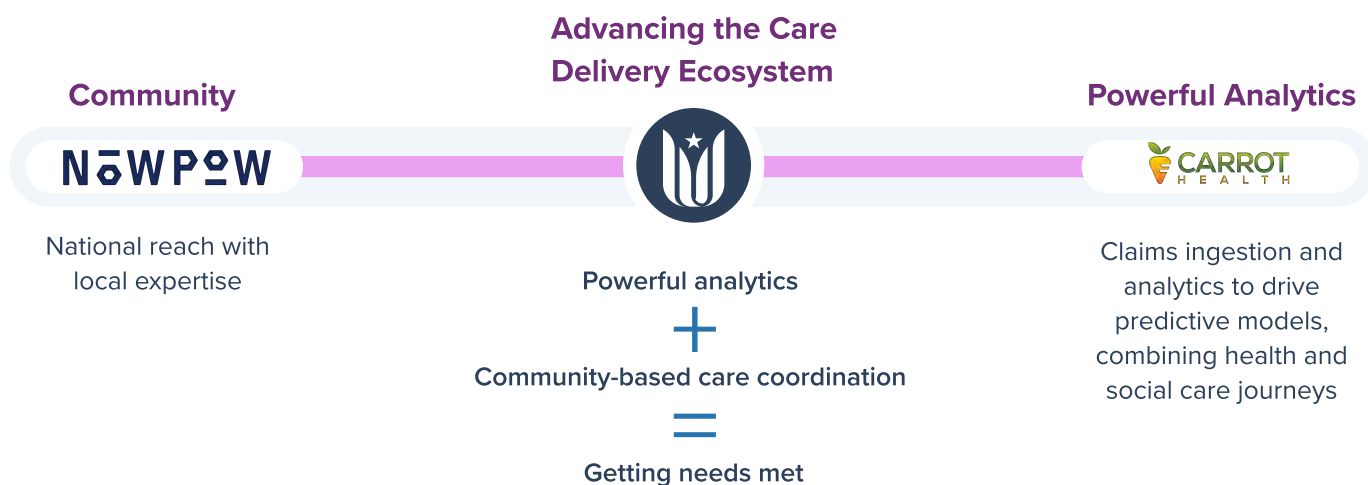 Advancing the Care
Delivery Ecosystem
Community
Powerful Analytics
NOWPOW
CARROT
HEALTH
National reach with
local expertise
Powerful analytics
+
Community-based care coordination
=
Getting needs met
Claims ingestion and
analytics to drive
predictive models,
combining health and
social care journeys